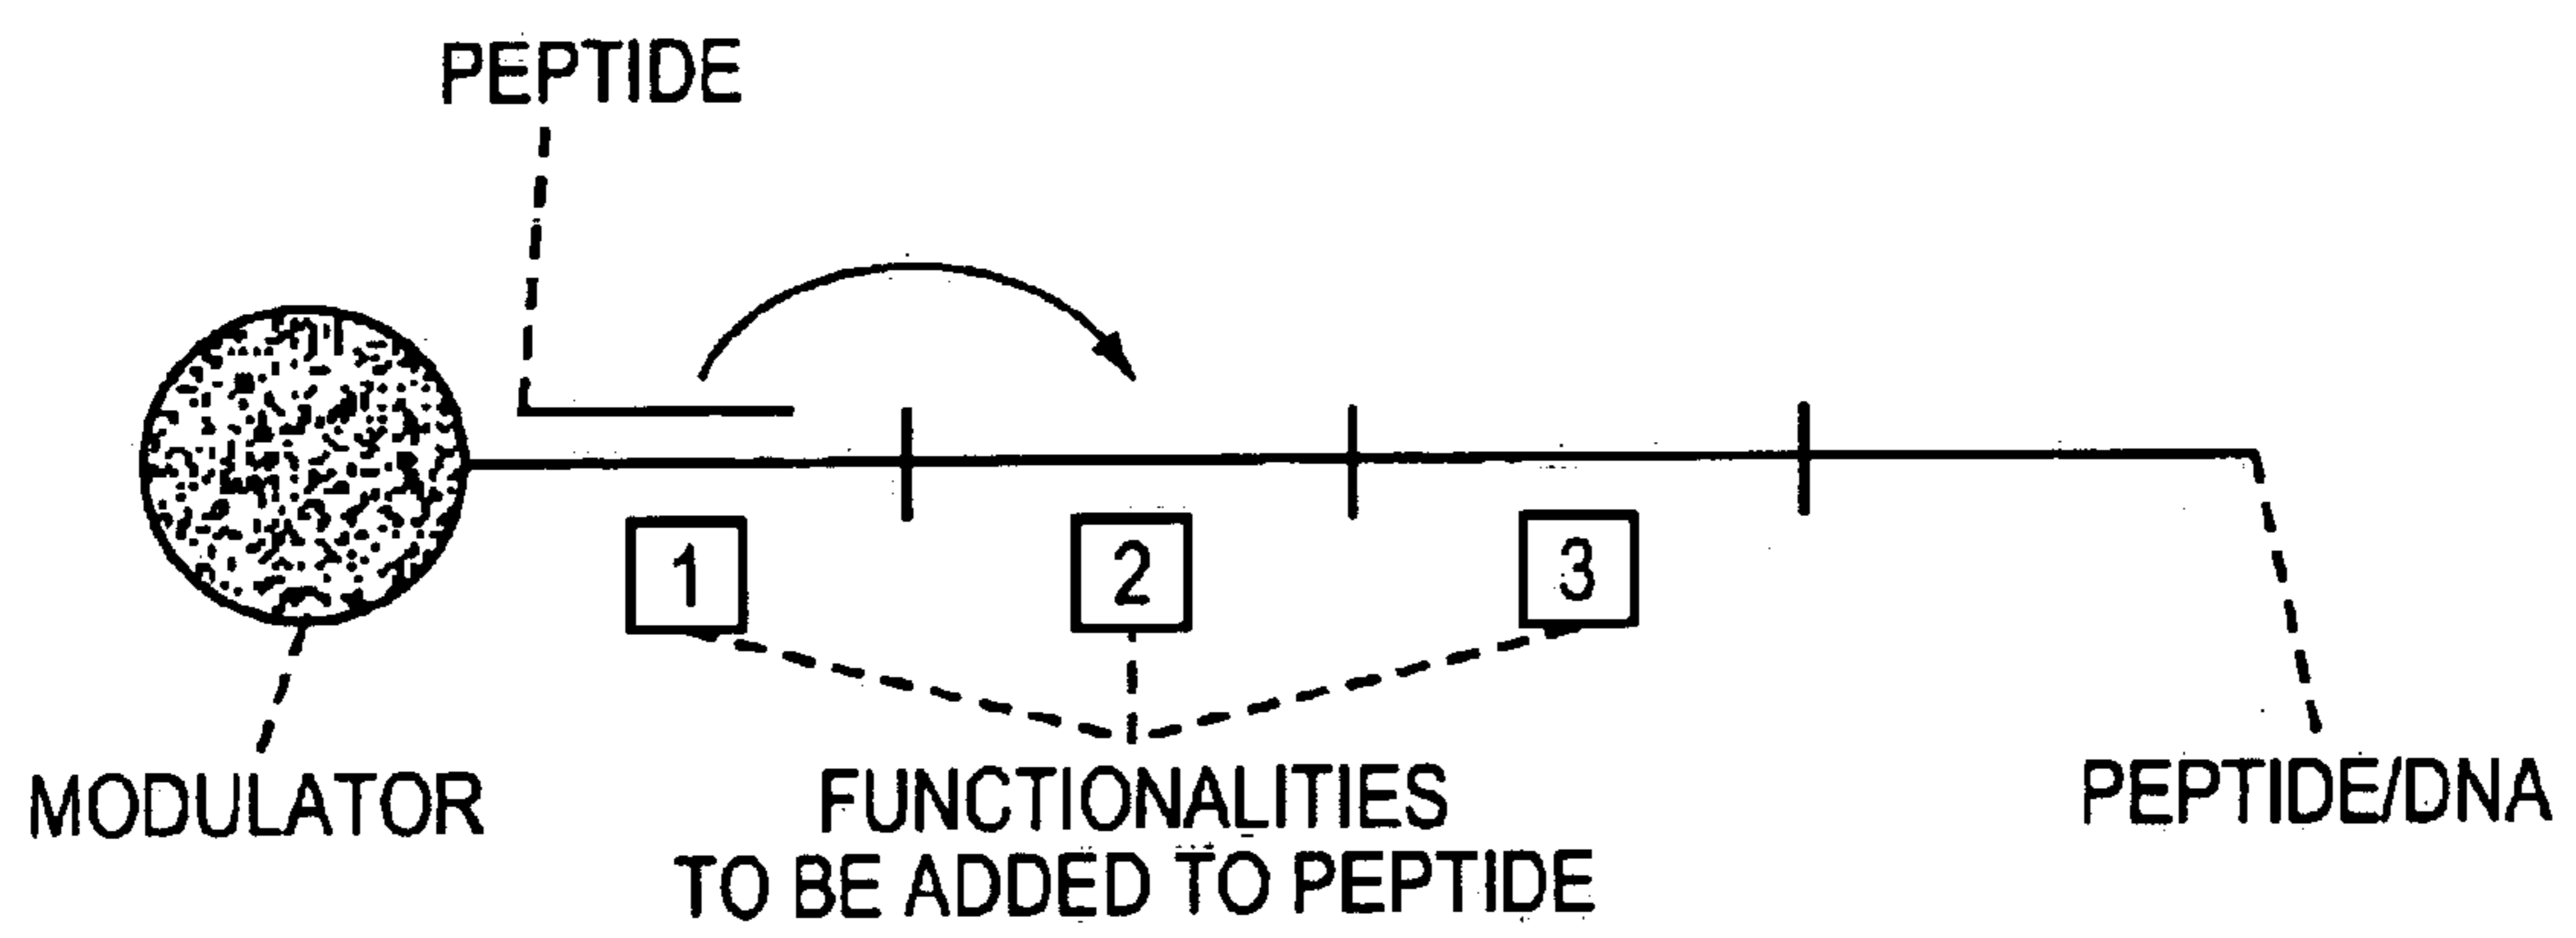 PEPTIDE
1
2
3
MODULATOR
FUNCTIONALITIES
TO BE ADDED TO PEPTIDE
PEPTIDE/DNA